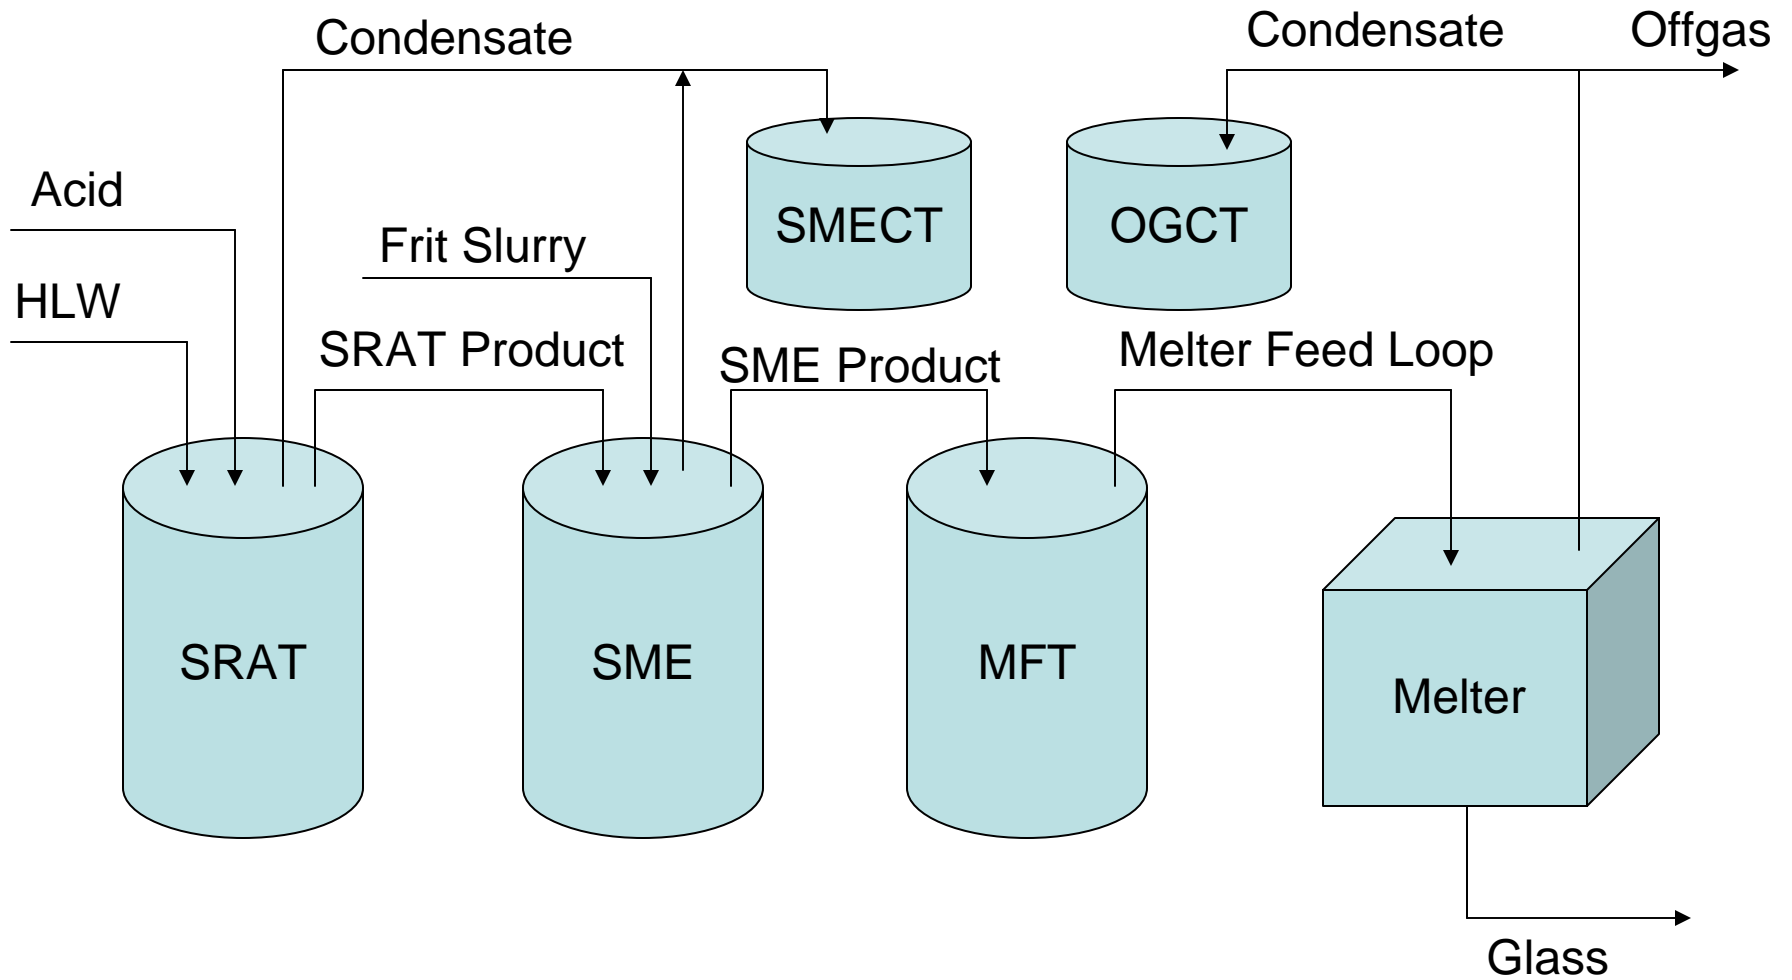 Condensate
Condensate
Offgas
Acid
SMECT
OGCT
Frit Slurry
HLW
SRAT Product
SME Product
Melter Feed Loop
SRAT
SME
MFT
Melter
Glass